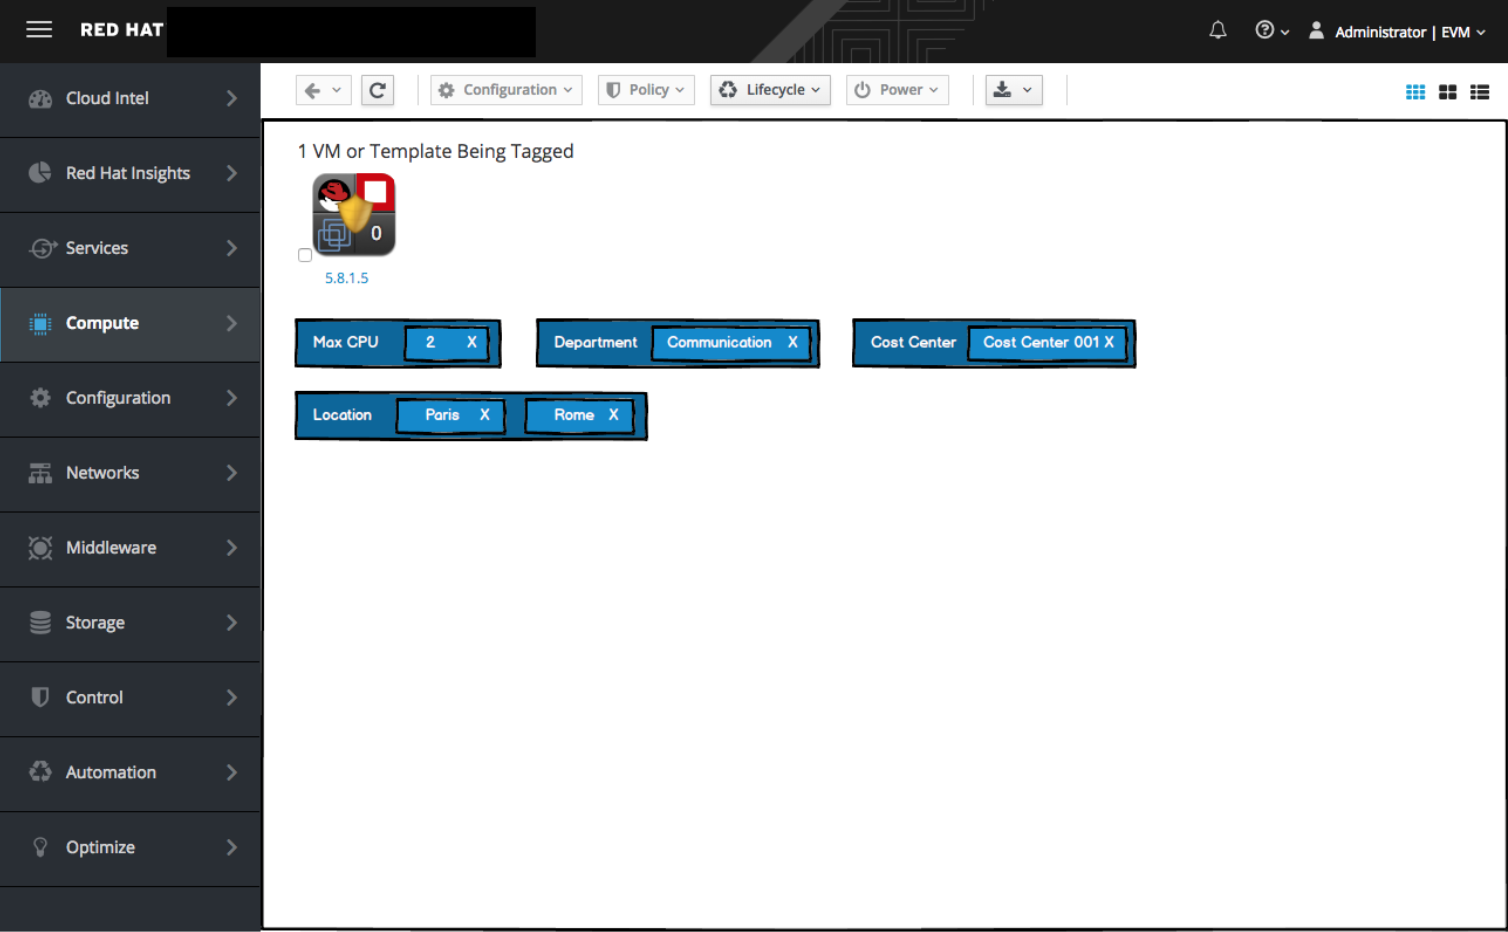 RED HAT
Administrator | EVM
Cloud Intel
Red Hat Insights
Services
Compute
Configuration
Networks
Middleware
Storage
Control
Automation
Optimize
Configuration Policy Lifecycle Power
1 VM or Template Being Tagged
0
5.8.1.5
Max CPU 2 X Department Communication X Cost Center Cost Center 001 X
Location Paris X Rome X